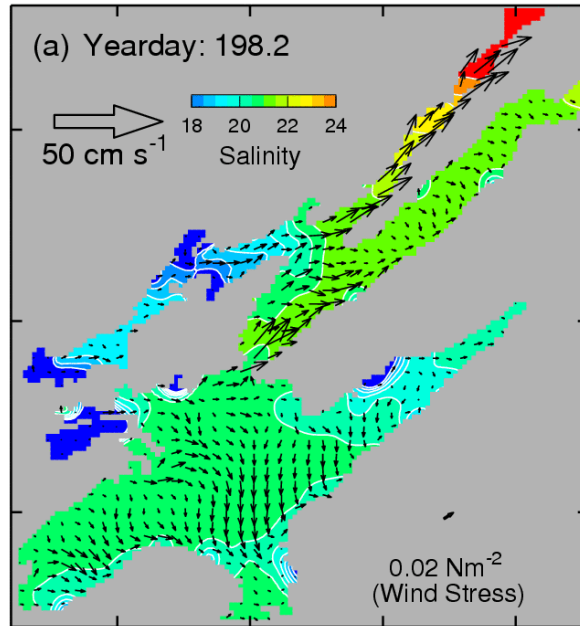 (a) Yearday: 198.2
18 20 22 24
50 cm s⁻¹
Salinity
0.02 Nm⁻²
(Wind Stress)